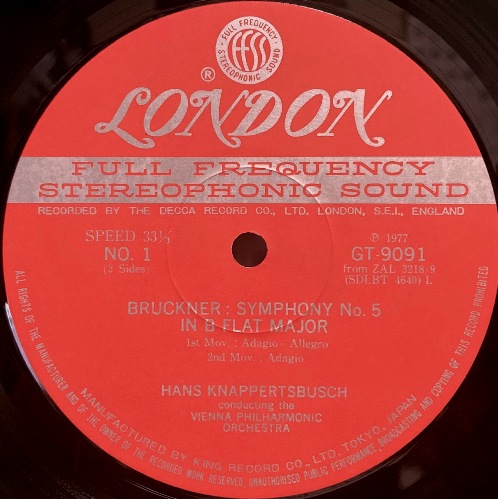 FULL FREQUENCY
FFSS
STEREOPHONIC SOUND
®
LONDON
FULL FREQUENCY
STEREOPHONIC SOUND
RECORDED BY THE DECCA RECORD CO., LTD. LONDON, S.E.I., ENGLAND
SPEED 33⅓
NO. 1
(2 Sides)
℗ 1977
GT-9091
from ZAL 3218/9
(SDLBT 4640) L
BRUCKNER : SYMPHONY No. 5
IN B FLAT MAJOR
1st Mov. : Adagio - Allegro
2nd Mov. : Adagio
HANS KNAPPERTSBUSCH
conducting the
VIENNA PHILHARMONIC
ORCHESTRA
MANUFACTURED BY KING RECORD CO., LTD. TOKYO, JAPAN
ALL RIGHTS OF THE MANUFACTURER AND OF THE OWNER OF THE RECORDED WORK RESERVED. UNAUTHORISED PUBLIC PERFORMANCE, BROADCASTING AND COPYING OF THIS RECORD PROHIBITED